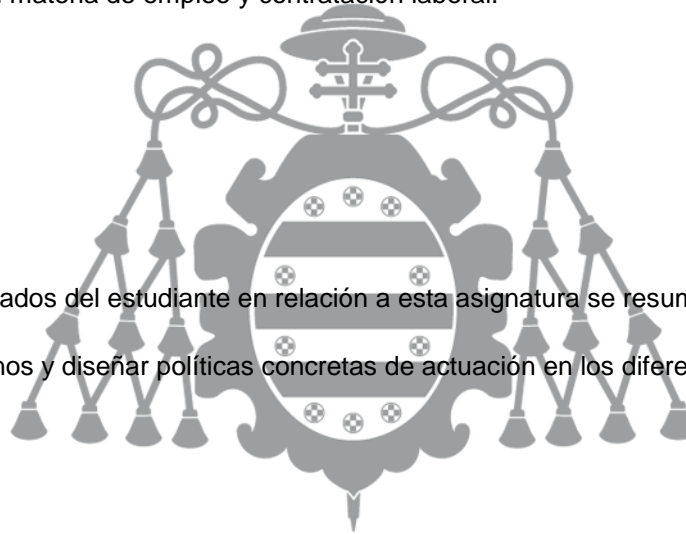 materia de empleo y contratación laboral.
ados del estudiante en relación a esta asignatura se resum
nos y diseñar políticas concretas de actuación en los difere